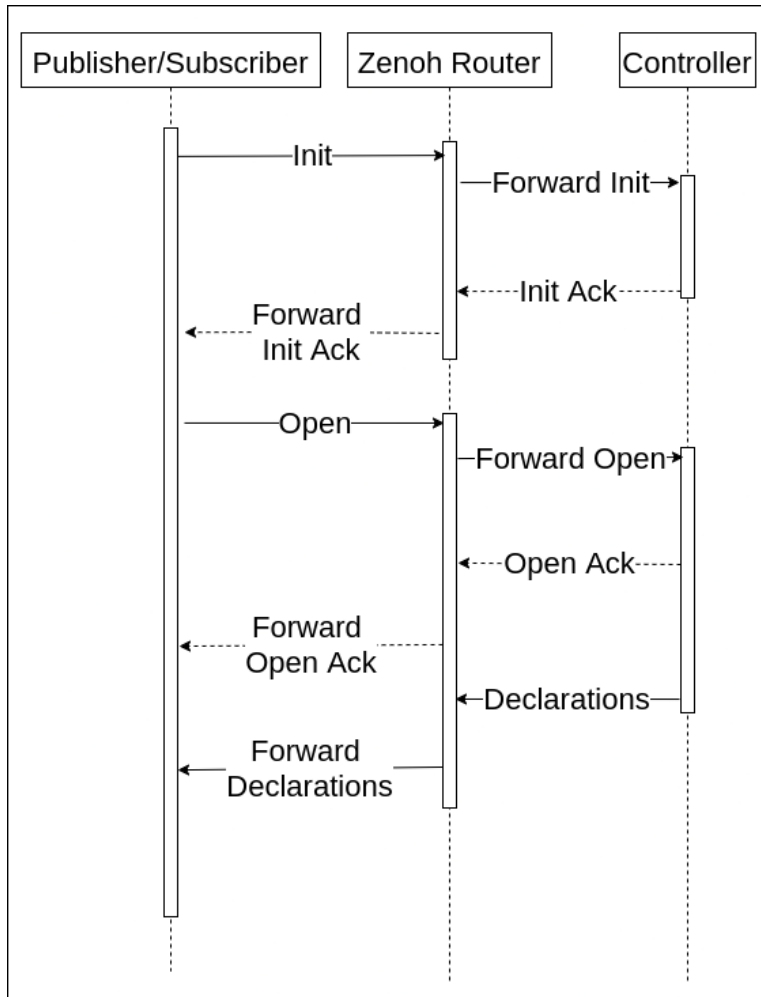 Publisher/Subscriber
Zenoh Router
Controller
Init
Forward Init
Init Ack
Forward
Init Ack
Open
Forward Open
Open Ack
Forward
Open Ack
Declarations
Forward
Declarations